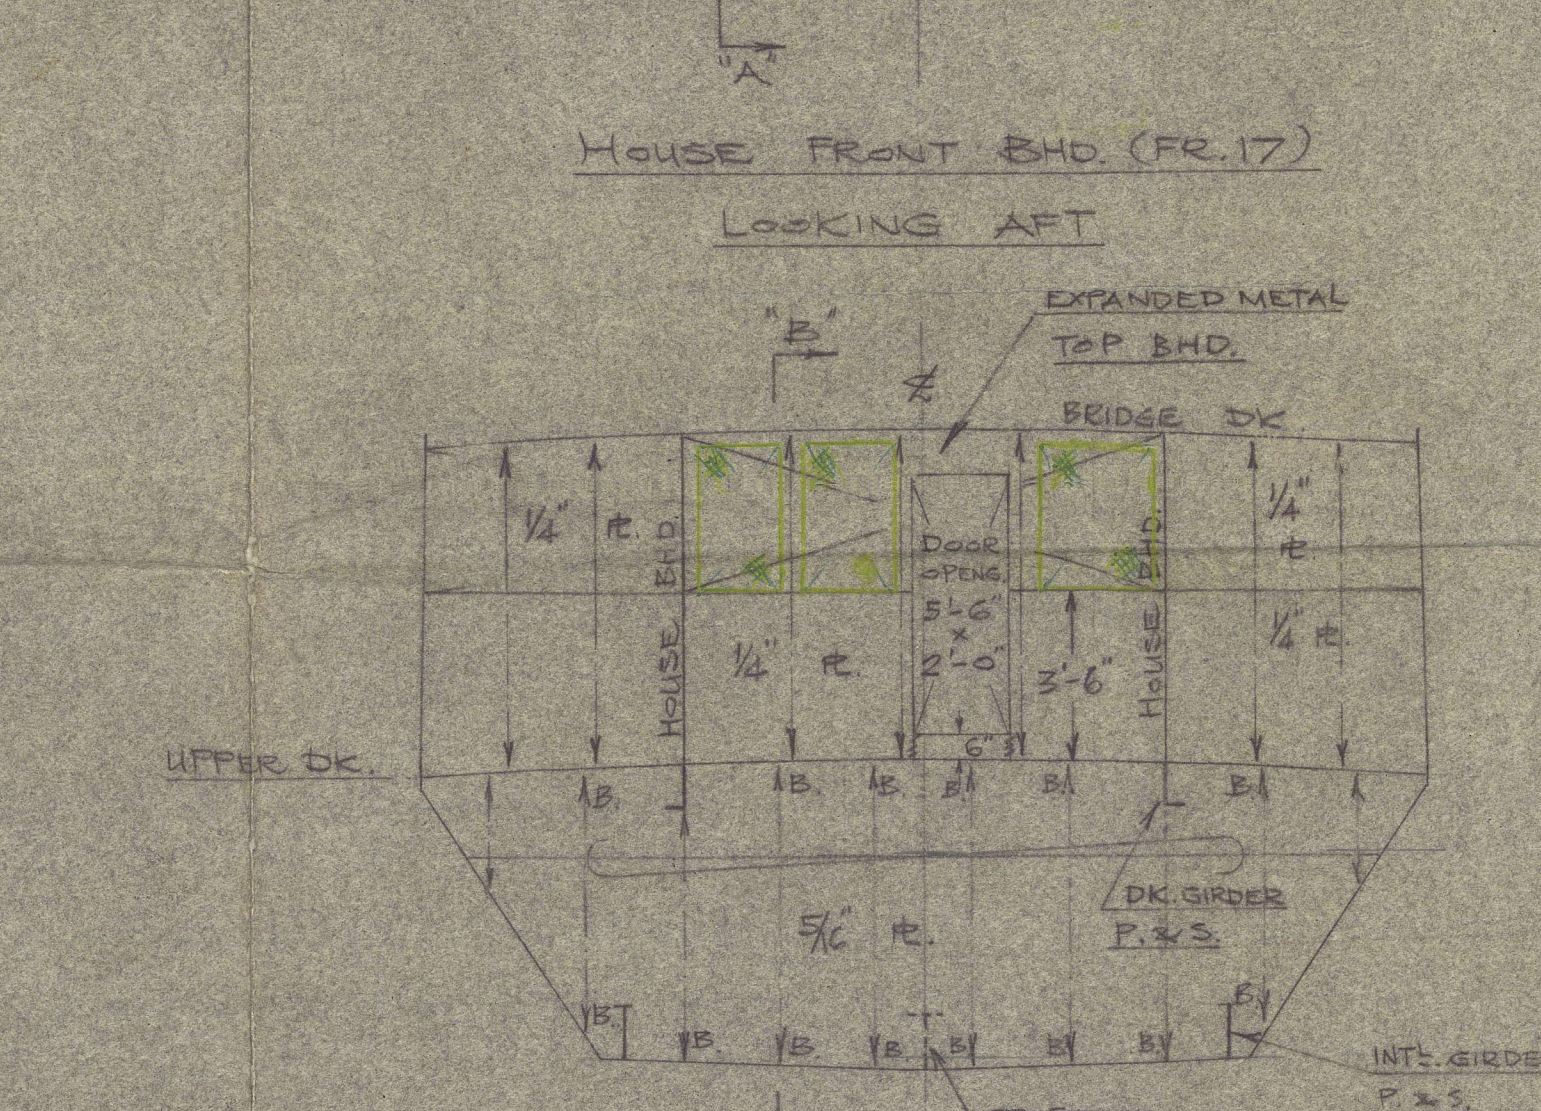 "A"
HOUSE FRONT BHD. (FR. 17)
LOOKING AFT
EXPANDED METAL
TOP BHD.
"B"
BRIDGE DK
1/4" PL.
HOUSE BHD.
DOOR
OPENG.
5'-6"
x
2'-0"
6"
1/4" PL.
3'-6"
HOUSE BHD.
1/4"
PL
1/4" PL.
UPPER DK.
B. B. B. B. B. B.
DK. GIRDER
P. & S.
5/16" PL.
B. B. B. B. B. B. B. B.
INT'L. GIRDE
P. & S.